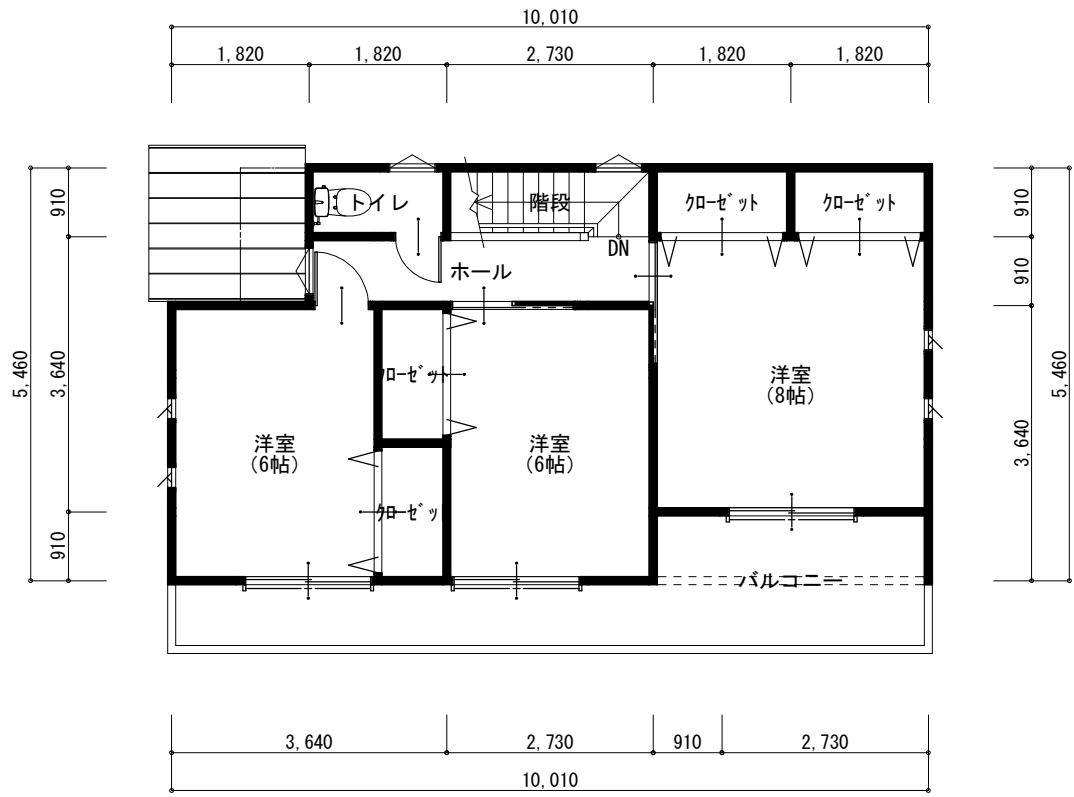 10,010
1,820
1,820
2,730
1,820
1,820
910
910
3,640
910
5,460
トイレ
階段
クローゼット
クローゼット
DN
ホール
クローゼット
洋室
(8帖)
洋室
(6帖)
洋室
(6帖)
クローゼット
バルコニー
910
910
3,640
5,460
3,640
2,730
910
2,730
10,010